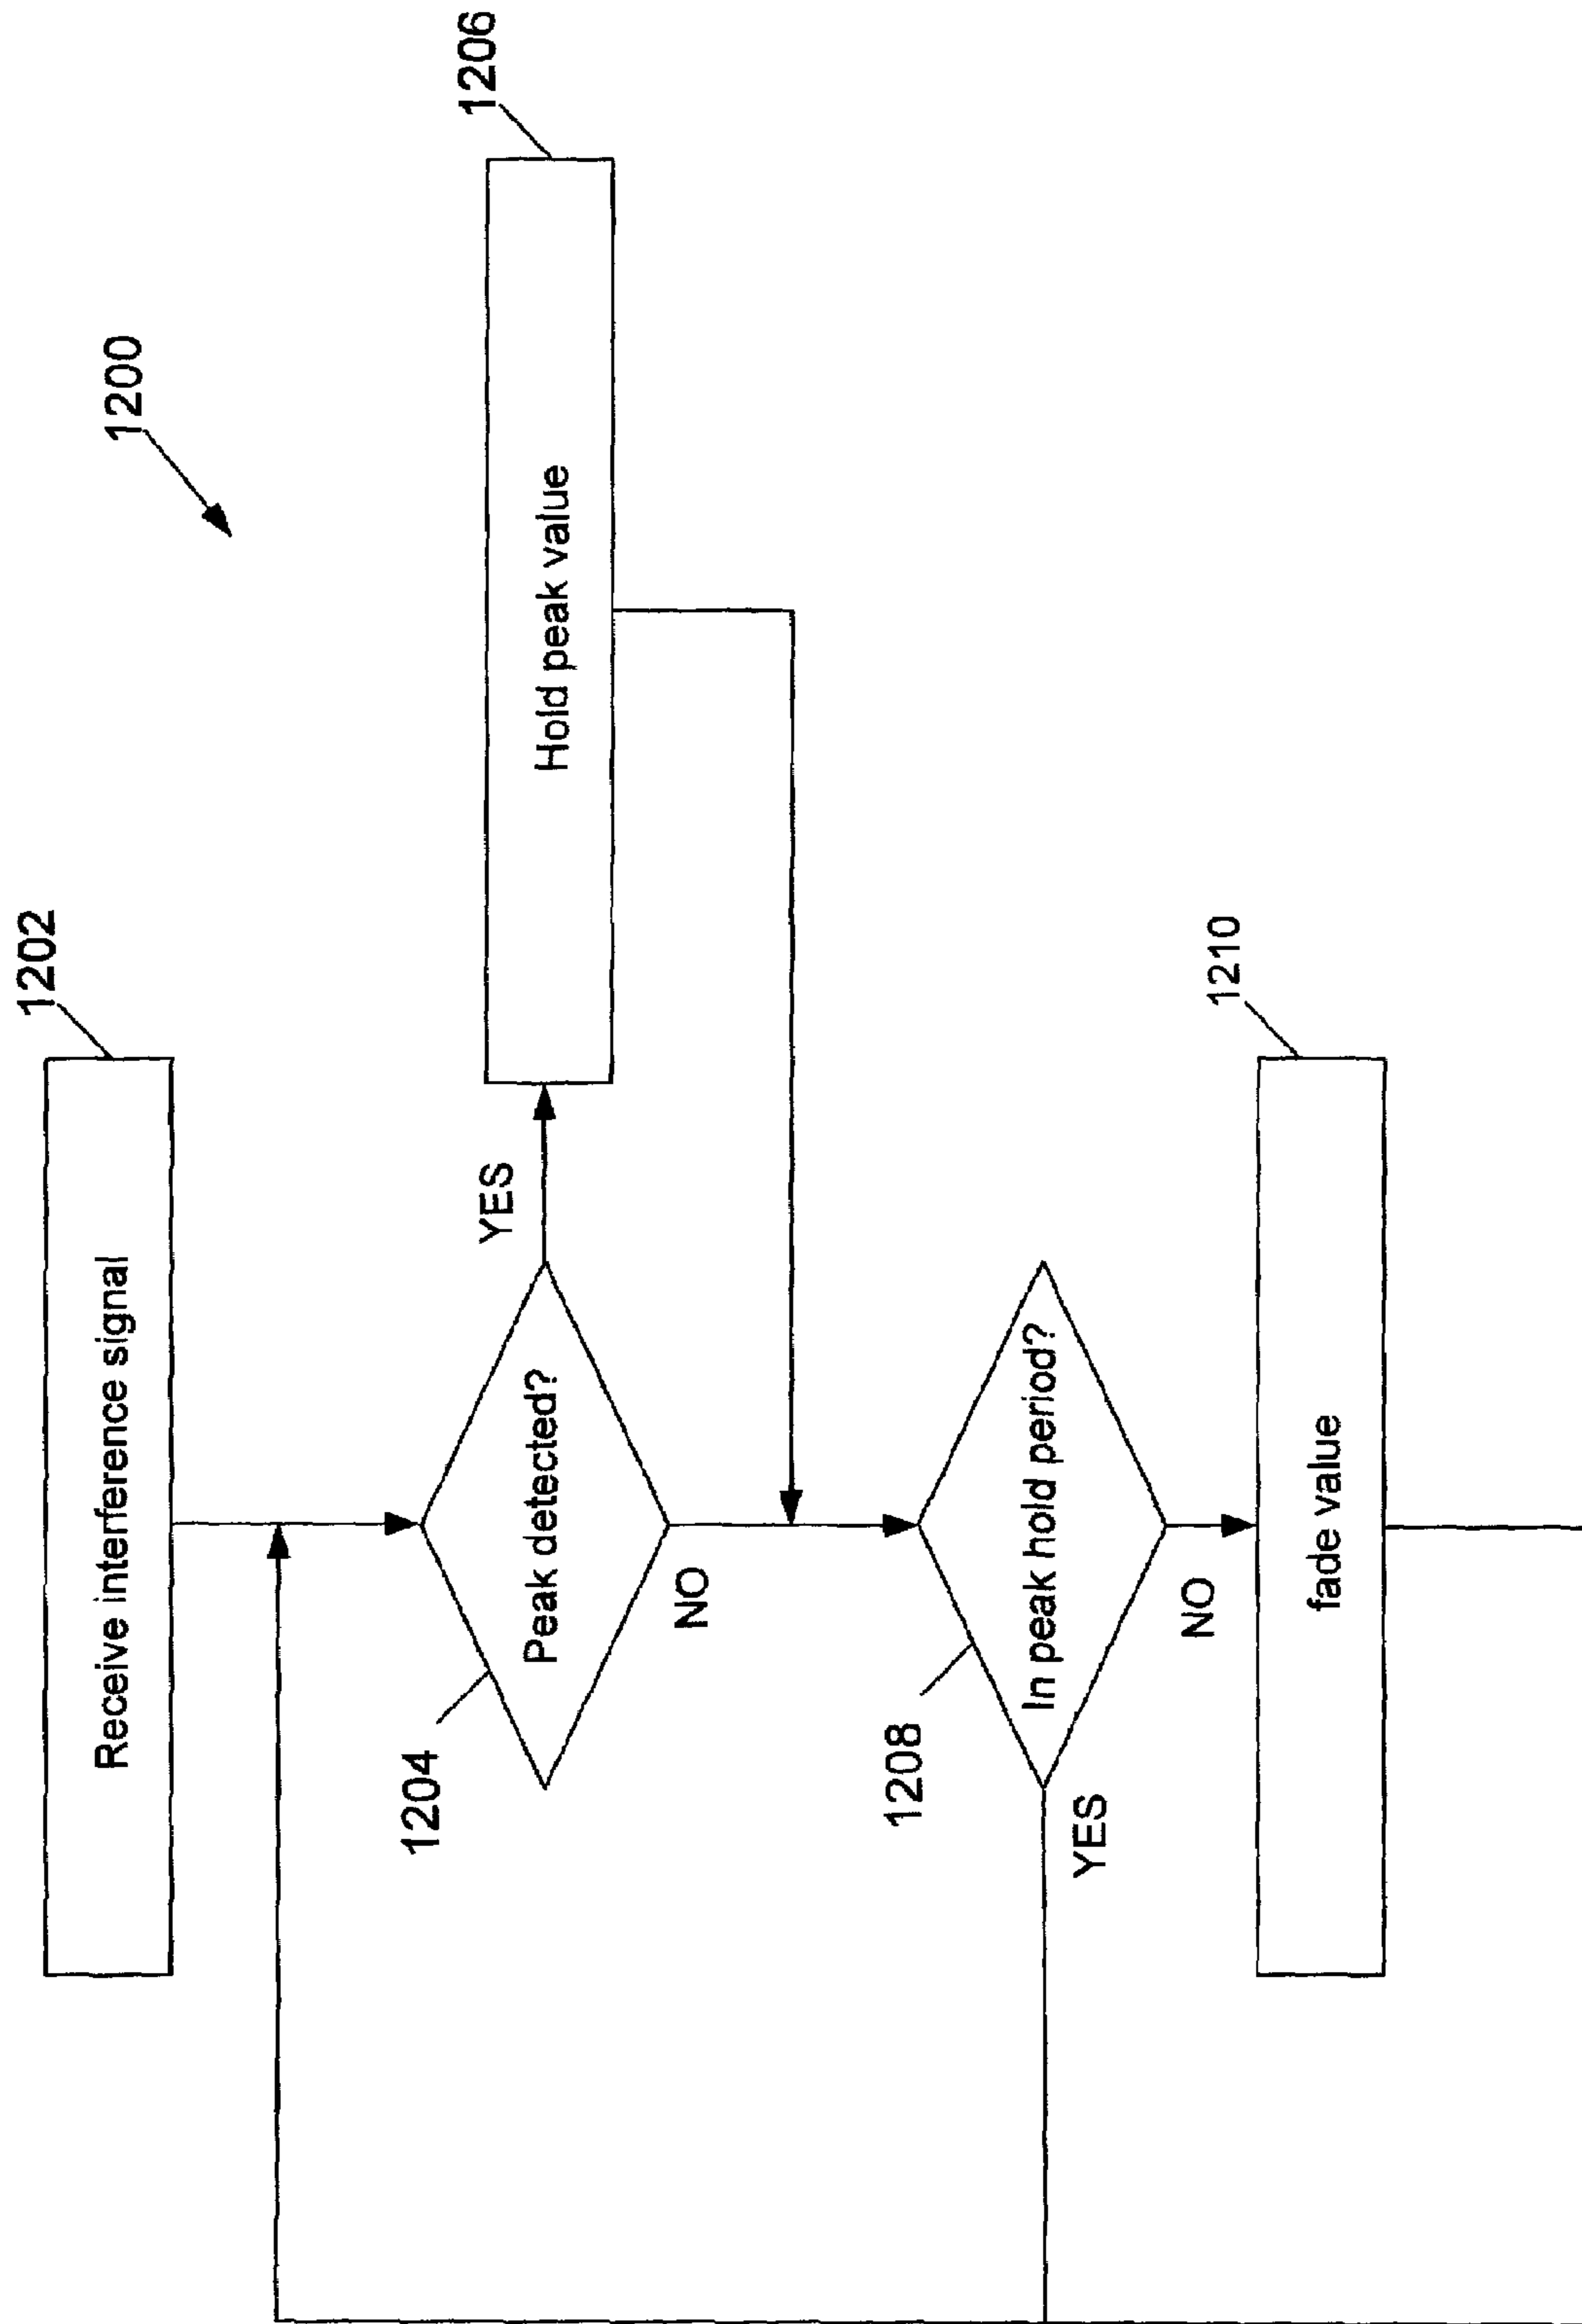 1200
1202
Receive interference signal
1204
Peak detected?
YES
1206
Hold peak value
NO
1208
In peak hold period?
YES
NO
1210
fade value